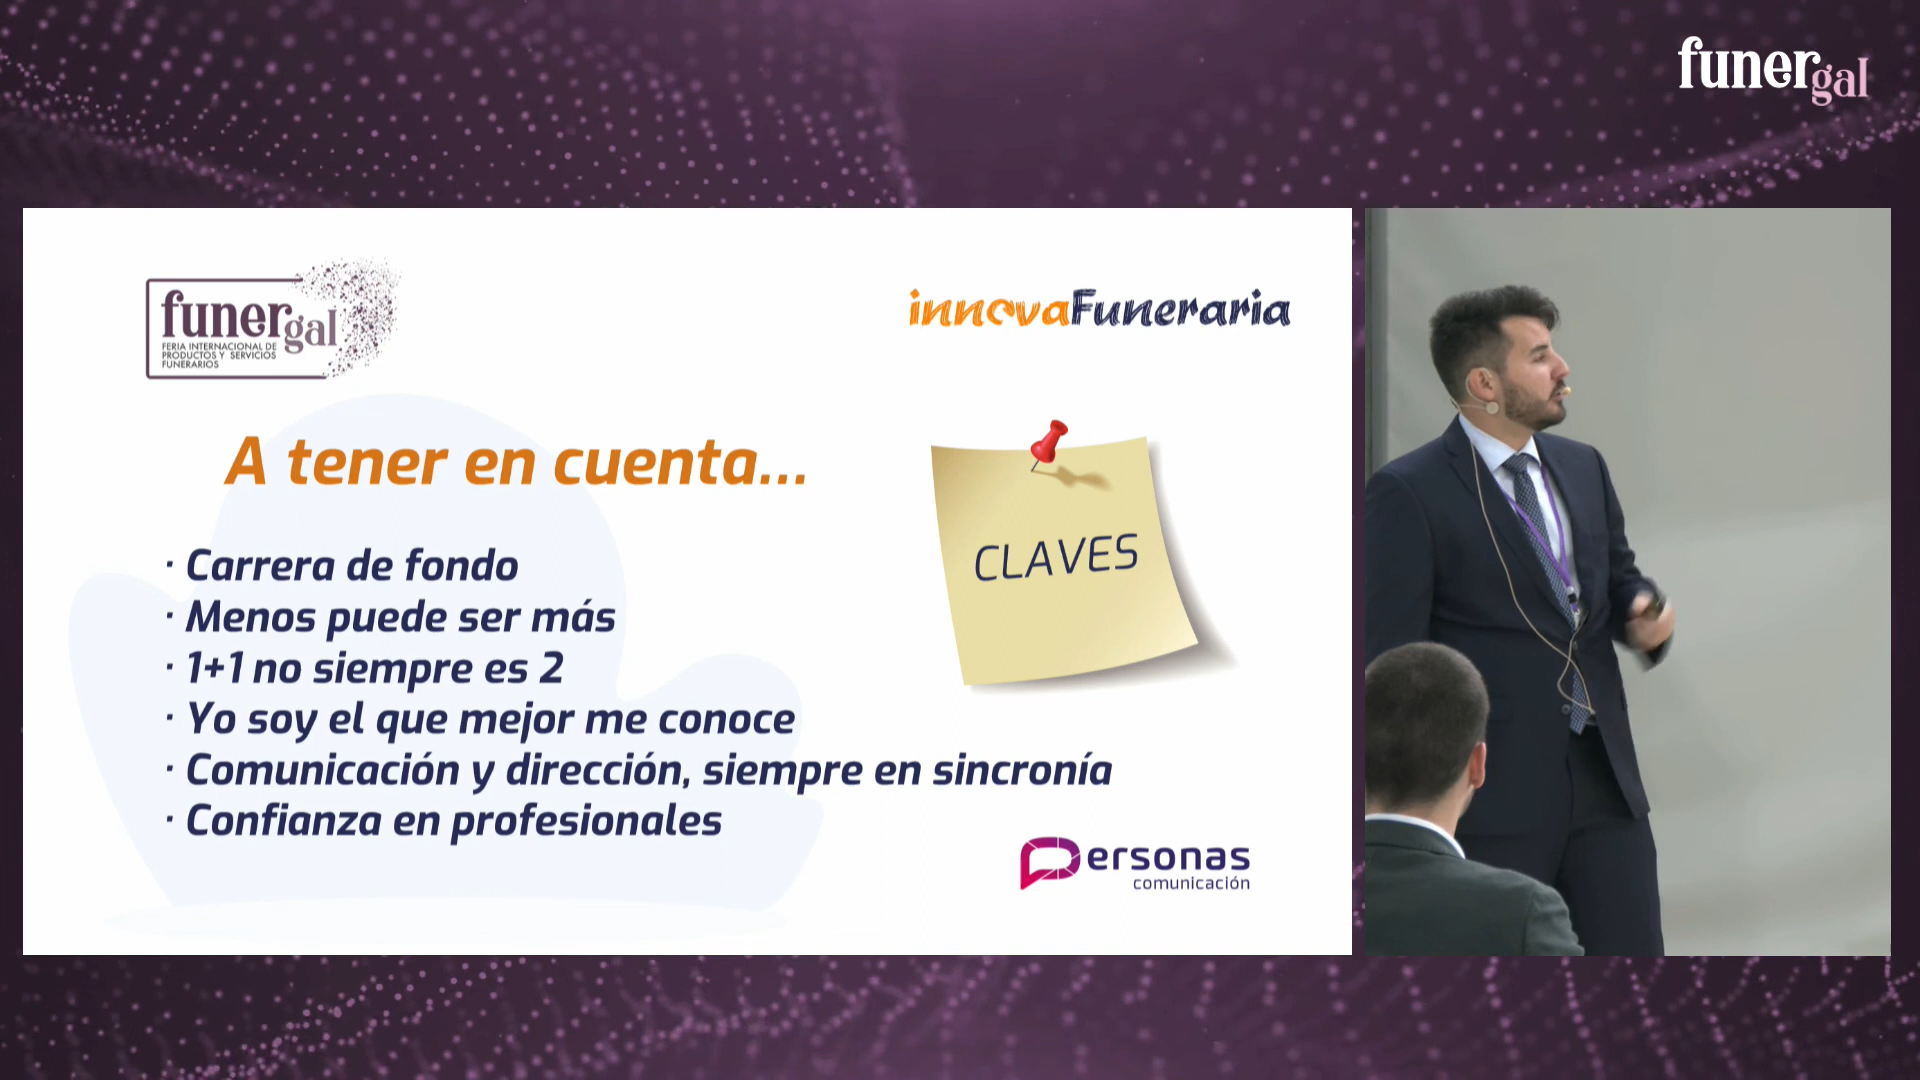 funergal
funergal
FERIA INTERNACIONAL DE
PRODUCTOS Y SERVICIOS
FUNERARIOS
innovaFuneraria
A tener en cuenta...
CLAVES
· Carrera de fondo
· Menos puede ser más
· 1+1 no siempre es 2
· Yo soy el que mejor me conoce
· Comunicación y dirección, siempre en sincronía
· Confianza en profesionales
Personas
comunicación